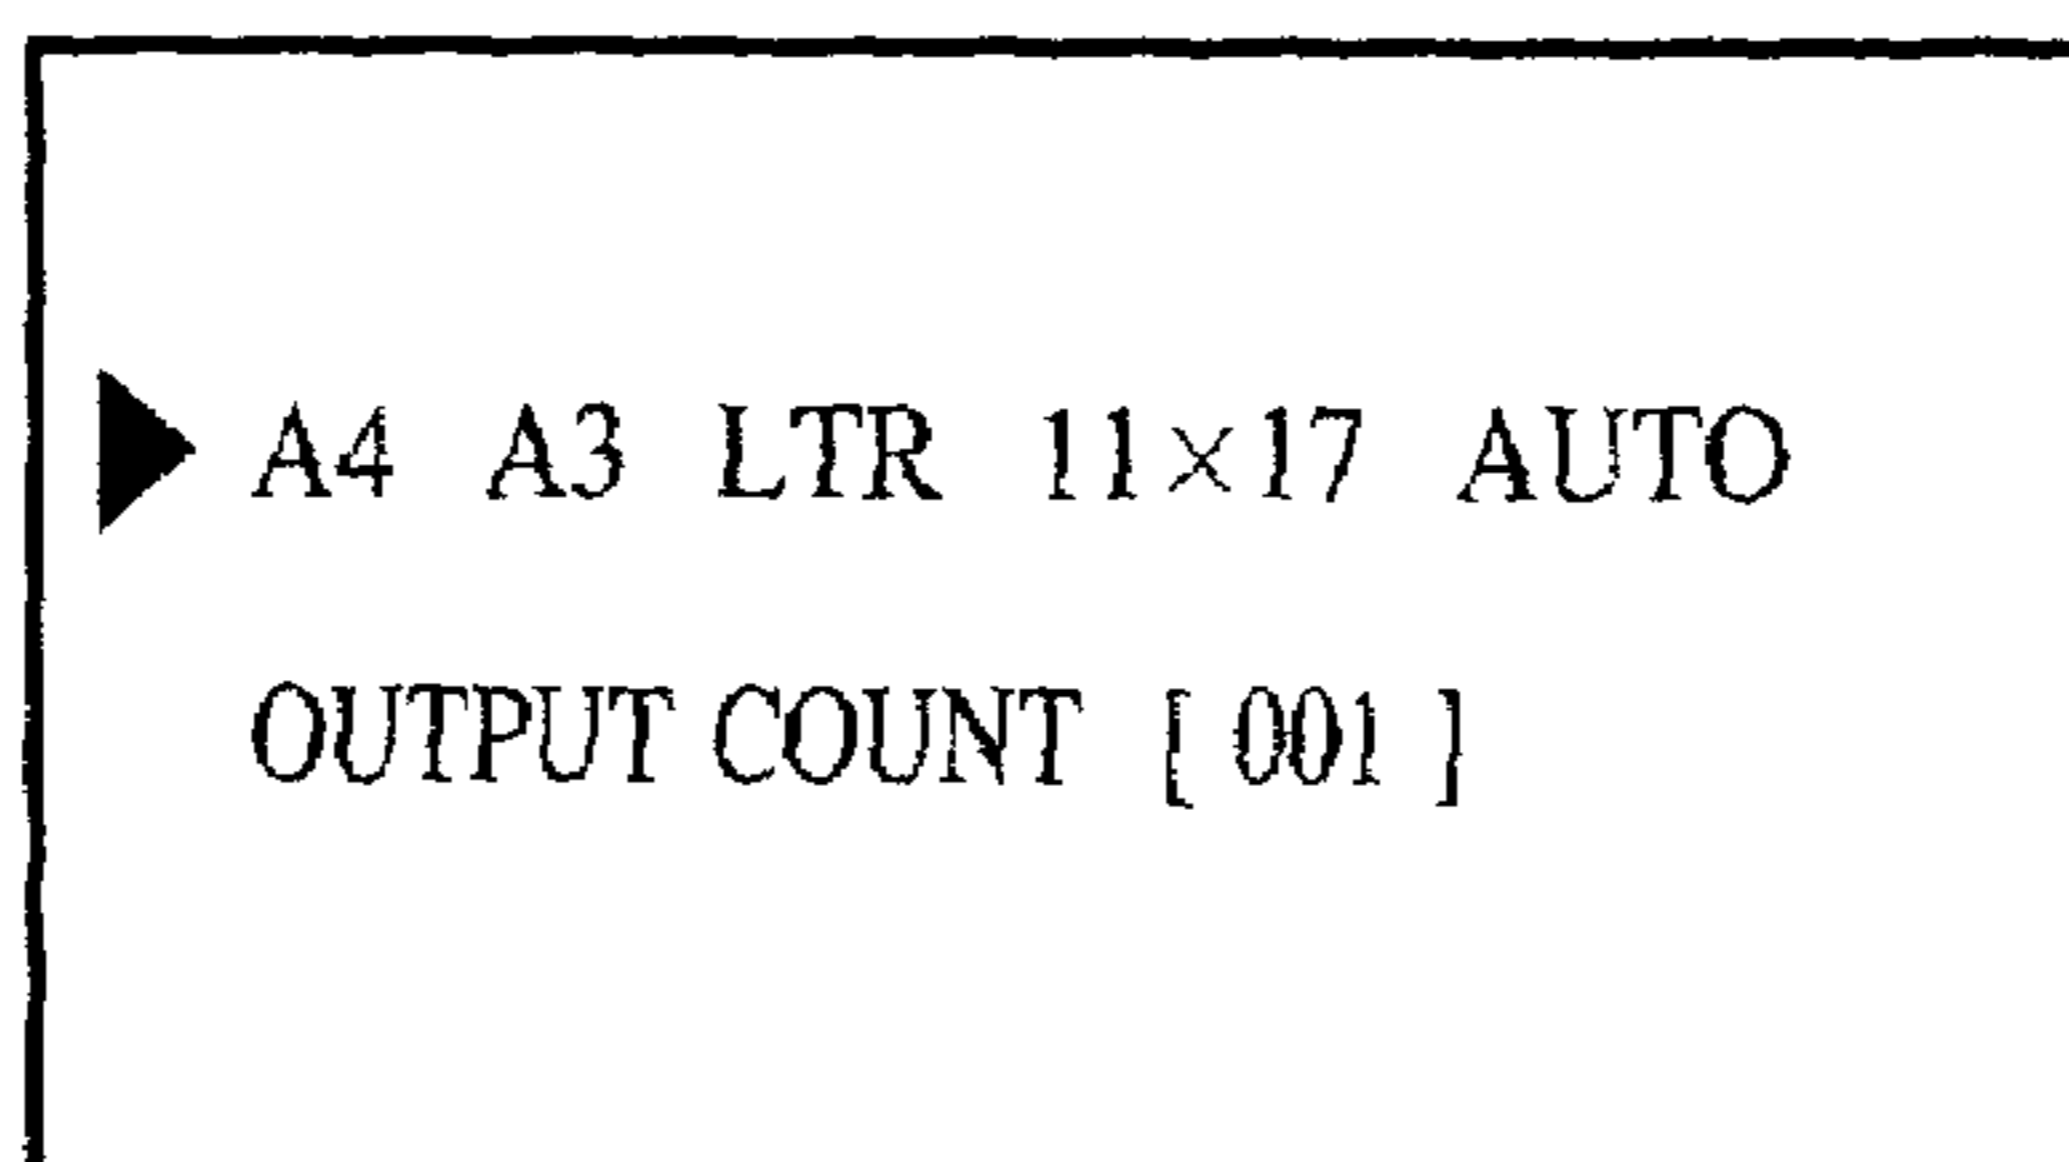 ▶ A4 A3 LTR 11×17 AUTO
OUTPUT COUNT [ 001 ]